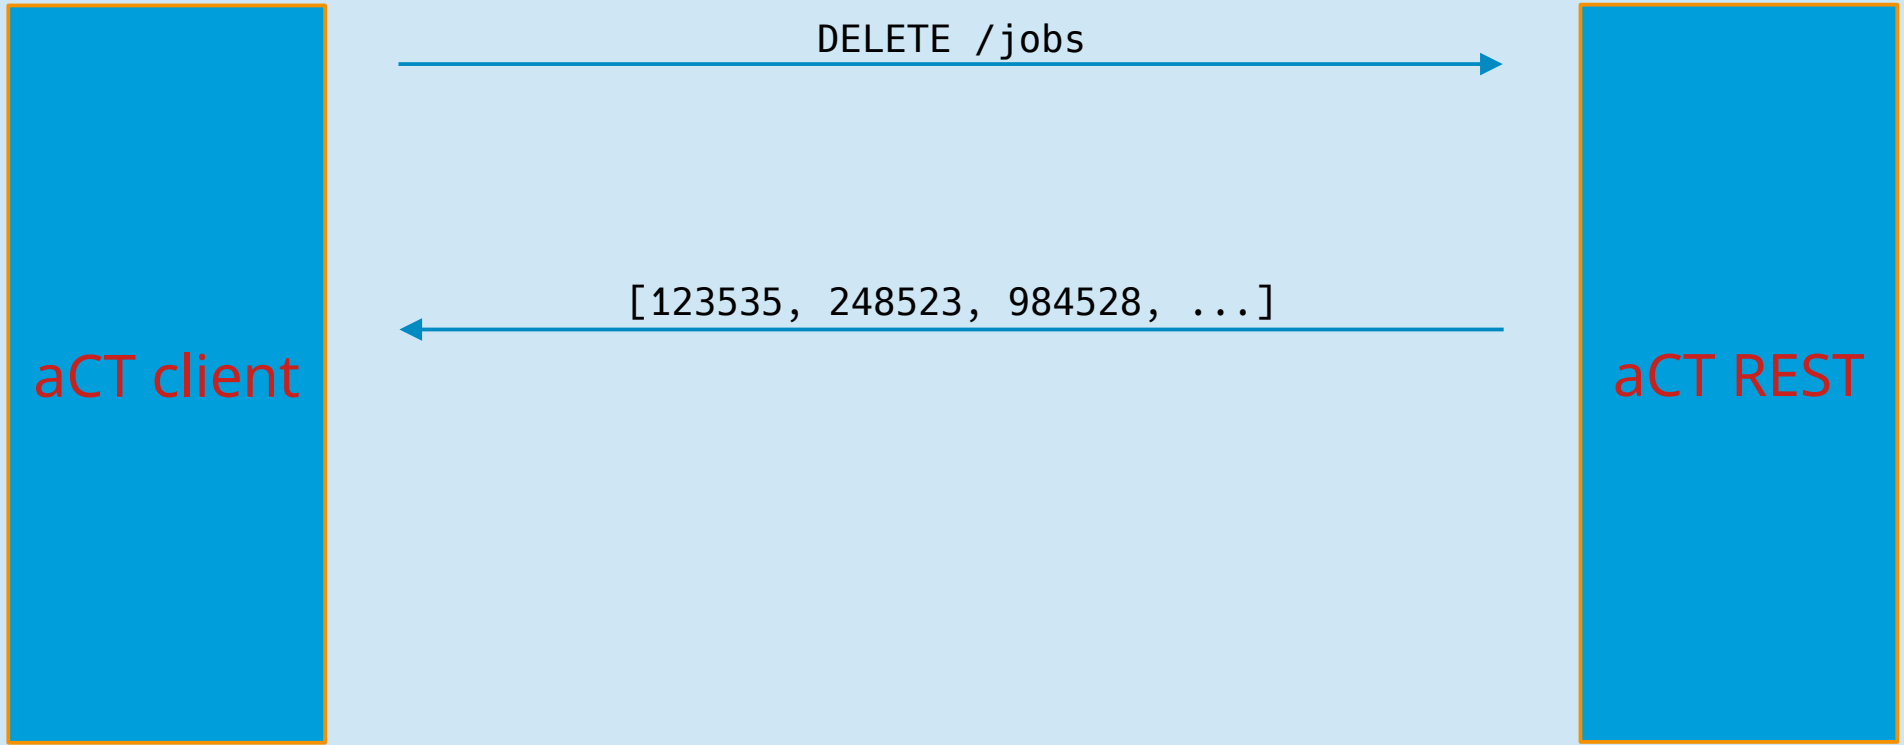 DELETE /jobs
[123535, 248523, 984528, ...]
aCT client
aCT REST